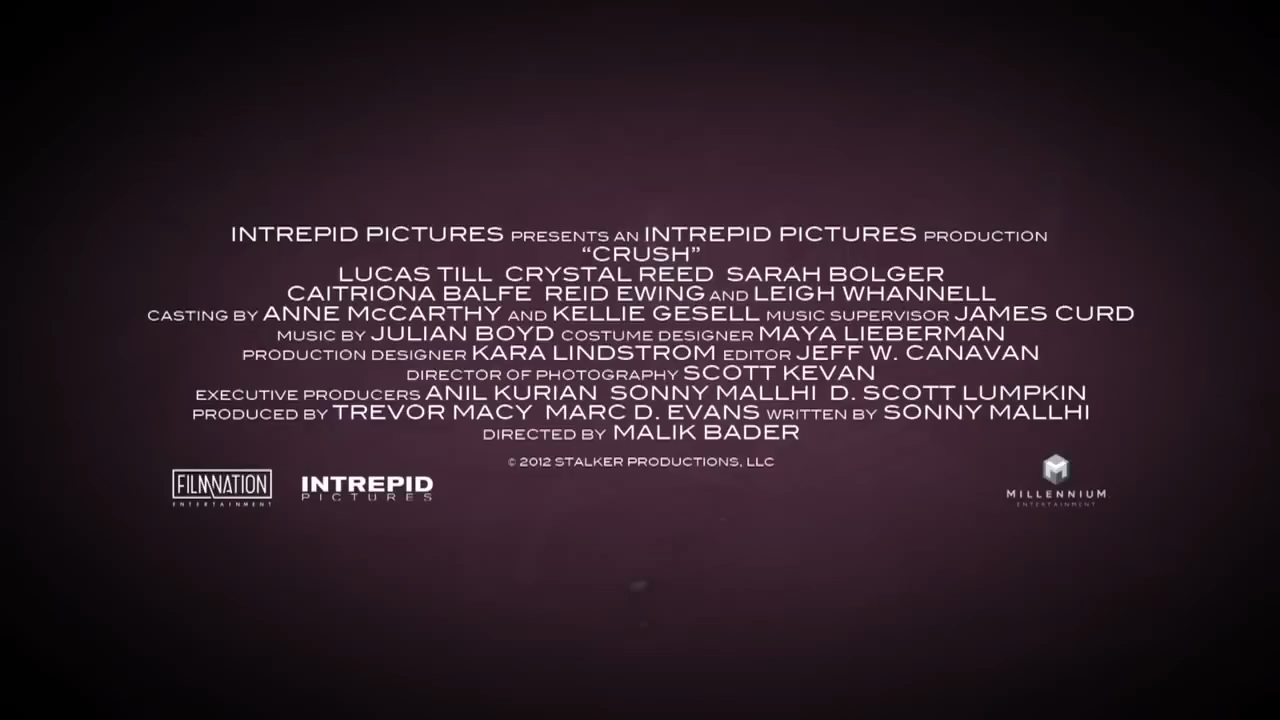 INTREPID PICTURES PRESENTS AN INTREPID PICTURES PRODUCTION
“CRUSH”
LUCAS TILL CRYSTAL REED SARAH BOLGER
CAITRIONA BALFE REID EWING AND LEIGH WHANNELL
CASTING BY ANNE McCARTHY AND KELLIE GESELL MUSIC SUPERVISOR JAMES CURD
MUSIC BY JULIAN BOYD COSTUME DESIGNER MAYA LIEBERMAN
PRODUCTION DESIGNER KARA LINDSTROM EDITOR JEFF W. CANAVAN
DIRECTOR OF PHOTOGRAPHY SCOTT KEVAN
EXECUTIVE PRODUCERS ANIL KURIAN SONNY MALLHI D. SCOTT LUMPKIN
PRODUCED BY TREVOR MACY MARC D. EVANS WRITTEN BY SONNY MALLHI
DIRECTED BY MALIK BADER
© 2012 STALKER PRODUCTIONS, LLC
FILMNATION
ENTERTAINMENT
INTREPID
PICTURES
MILLENNIUM
ENTERTAINMENT